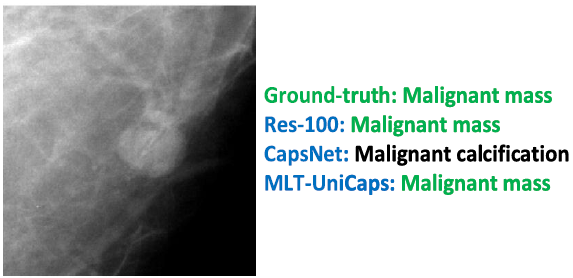 Ground-truth: Malignant mass
Res-100: Malignant mass
CapsNet: Malignant calcification
MLT-UniCaps: Malignant mass